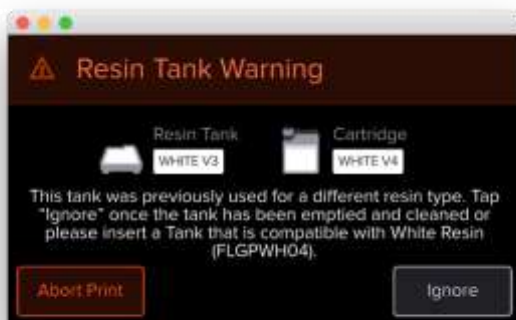 Resin Tank Warning
Resin Tank
WHITE V3
Cartridge
WHITE V4
This tank was previously used for a different resin type. Tap
"Ignore" once the tank has been emptied and cleaned or
please insert a Tank that is compatible with White Resin
(FLGPWH04).
Abort Print
Ignore